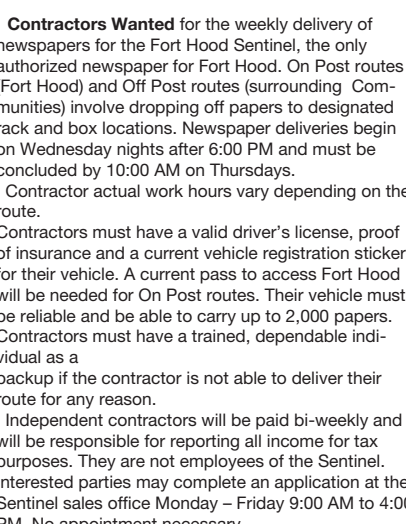 Contractors Wanted for the weekly delivery of
newspapers for the Fort Hood Sentinel, the only
authorized newspaper for Fort Hood. On Post routes
(Fort Hood) and Off Post routes (surrounding Com-
munities) involve dropping off papers to designated
rack and box locations. Newspaper deliveries begin
on Wednesday nights after 6:00 PM and must be
concluded by 10:00 AM on Thursdays.
Contractor actual work hours vary depending on the
route.
Contractors must have a valid driver's license, proof
of insurance and a current vehicle registration sticker
for their vehicle. A current pass to access Fort Hood
will be needed for On Post routes. Their vehicle must
be reliable and be able to carry up to 2,000 papers.
Contractors must have a trained, dependable indi-
vidual as a
backup if the contractor is not able to deliver their
route for any reason.
Independent contractors will be paid bi-weekly and
will be responsible for reporting all income for tax
purposes. They are not employees of the Sentinel.
Interested parties may complete an application at the
Sentinel sales office Monday – Friday 9:00 AM to 4:00
PM. No appointment necessary